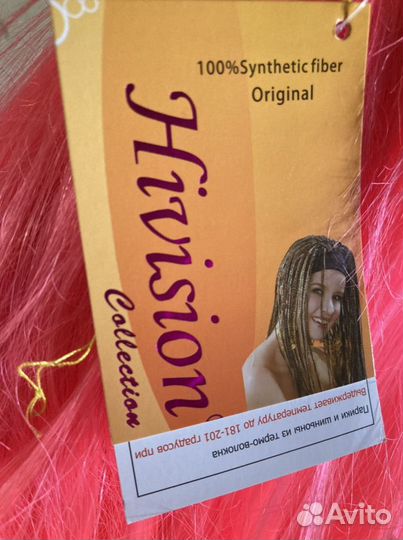 100%Synthetic fiber
Original
Hivision
Collection
Парики и шиньоны из термо-волокна
Выдерживает температуру до 181-201 градусов при
Avito